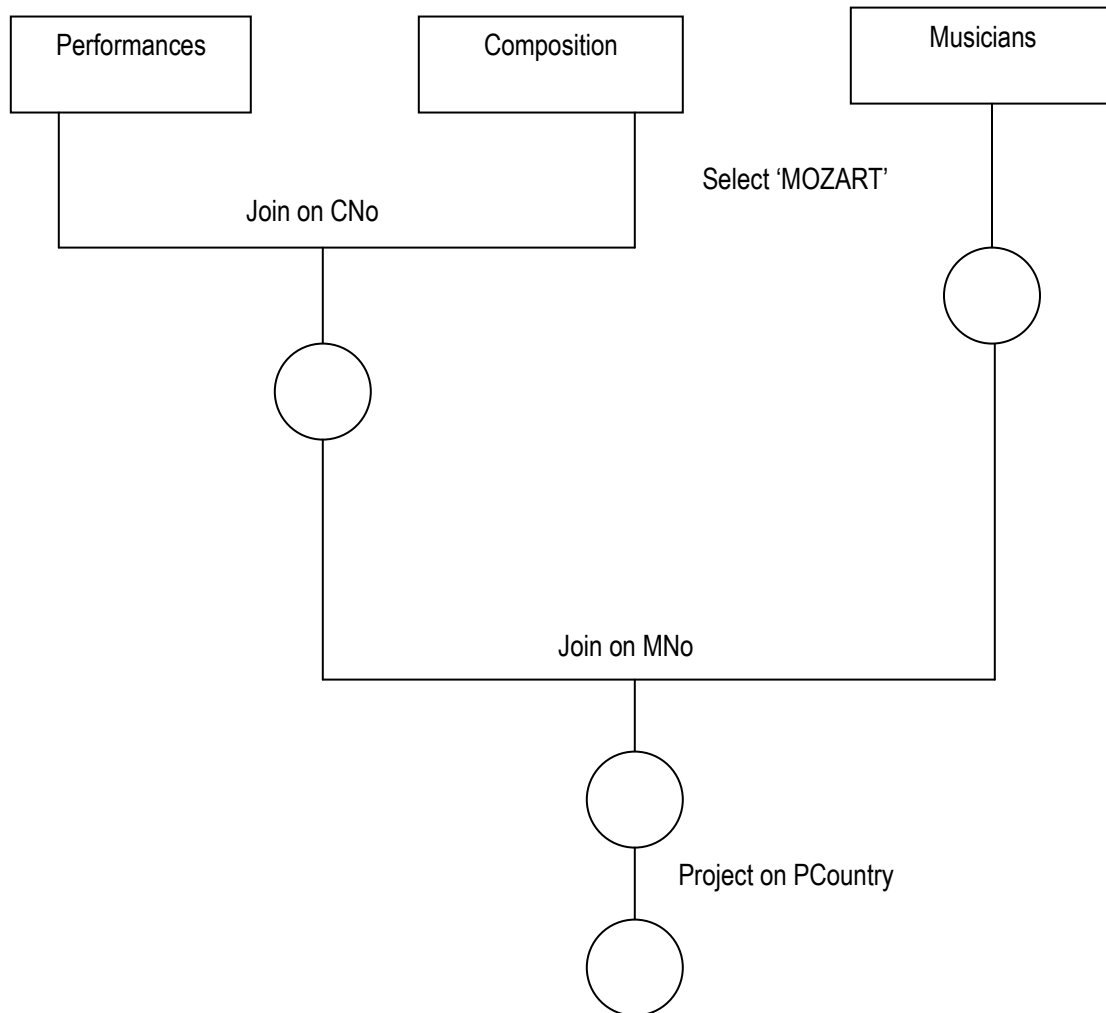 Performances
Composition
Musicians
Select ‘MOZART’
Join on CNo
Join on MNo
Project on PCountry